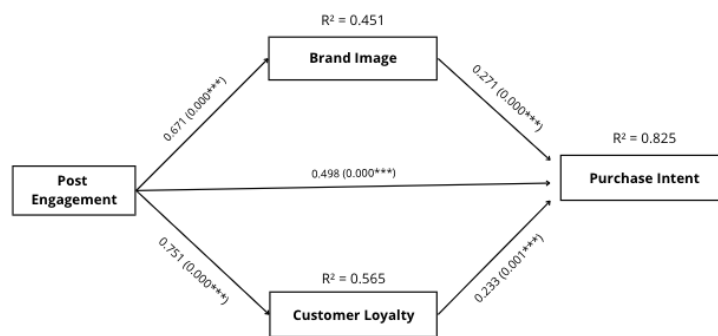 R² = 0.451
Brand Image
0.671 (0.000***)
0.271 (0.000***)
R² = 0.825
Post
Engagement
0.498 (0.000***)
Purchase Intent
0.751 (0.000***)
R² = 0.565
0.233 (0.001***)
Customer Loyalty